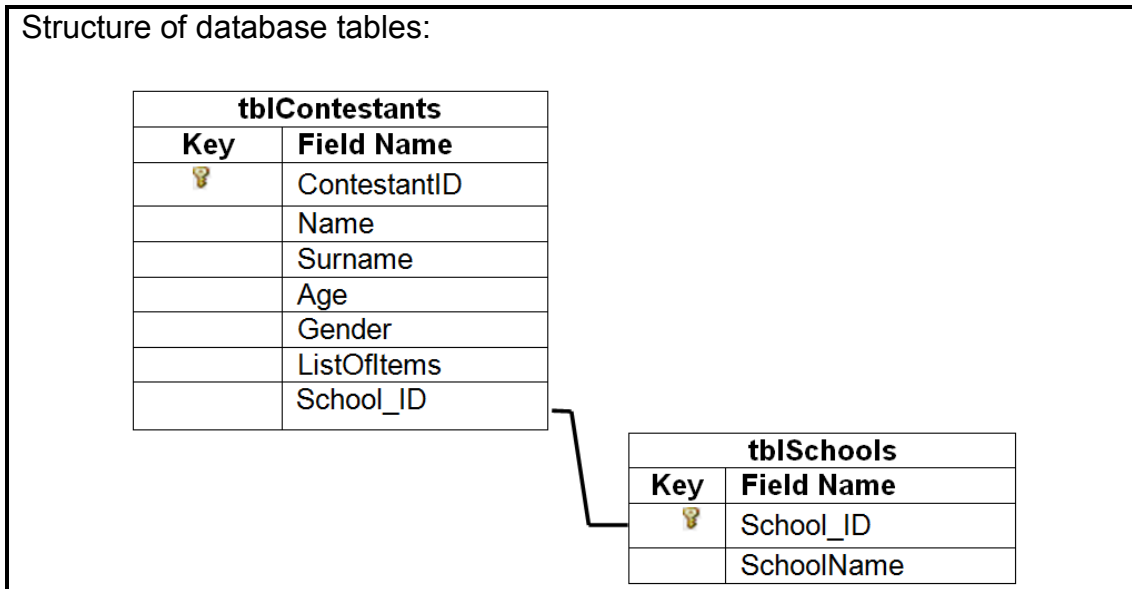 Structure of database tables:
tblContestants
Key Field Name
ContestantID
Name
Surname
Age
Gender
ListOfItems
School_ID
tblSchools
Key Field Name
School_ID
SchoolName